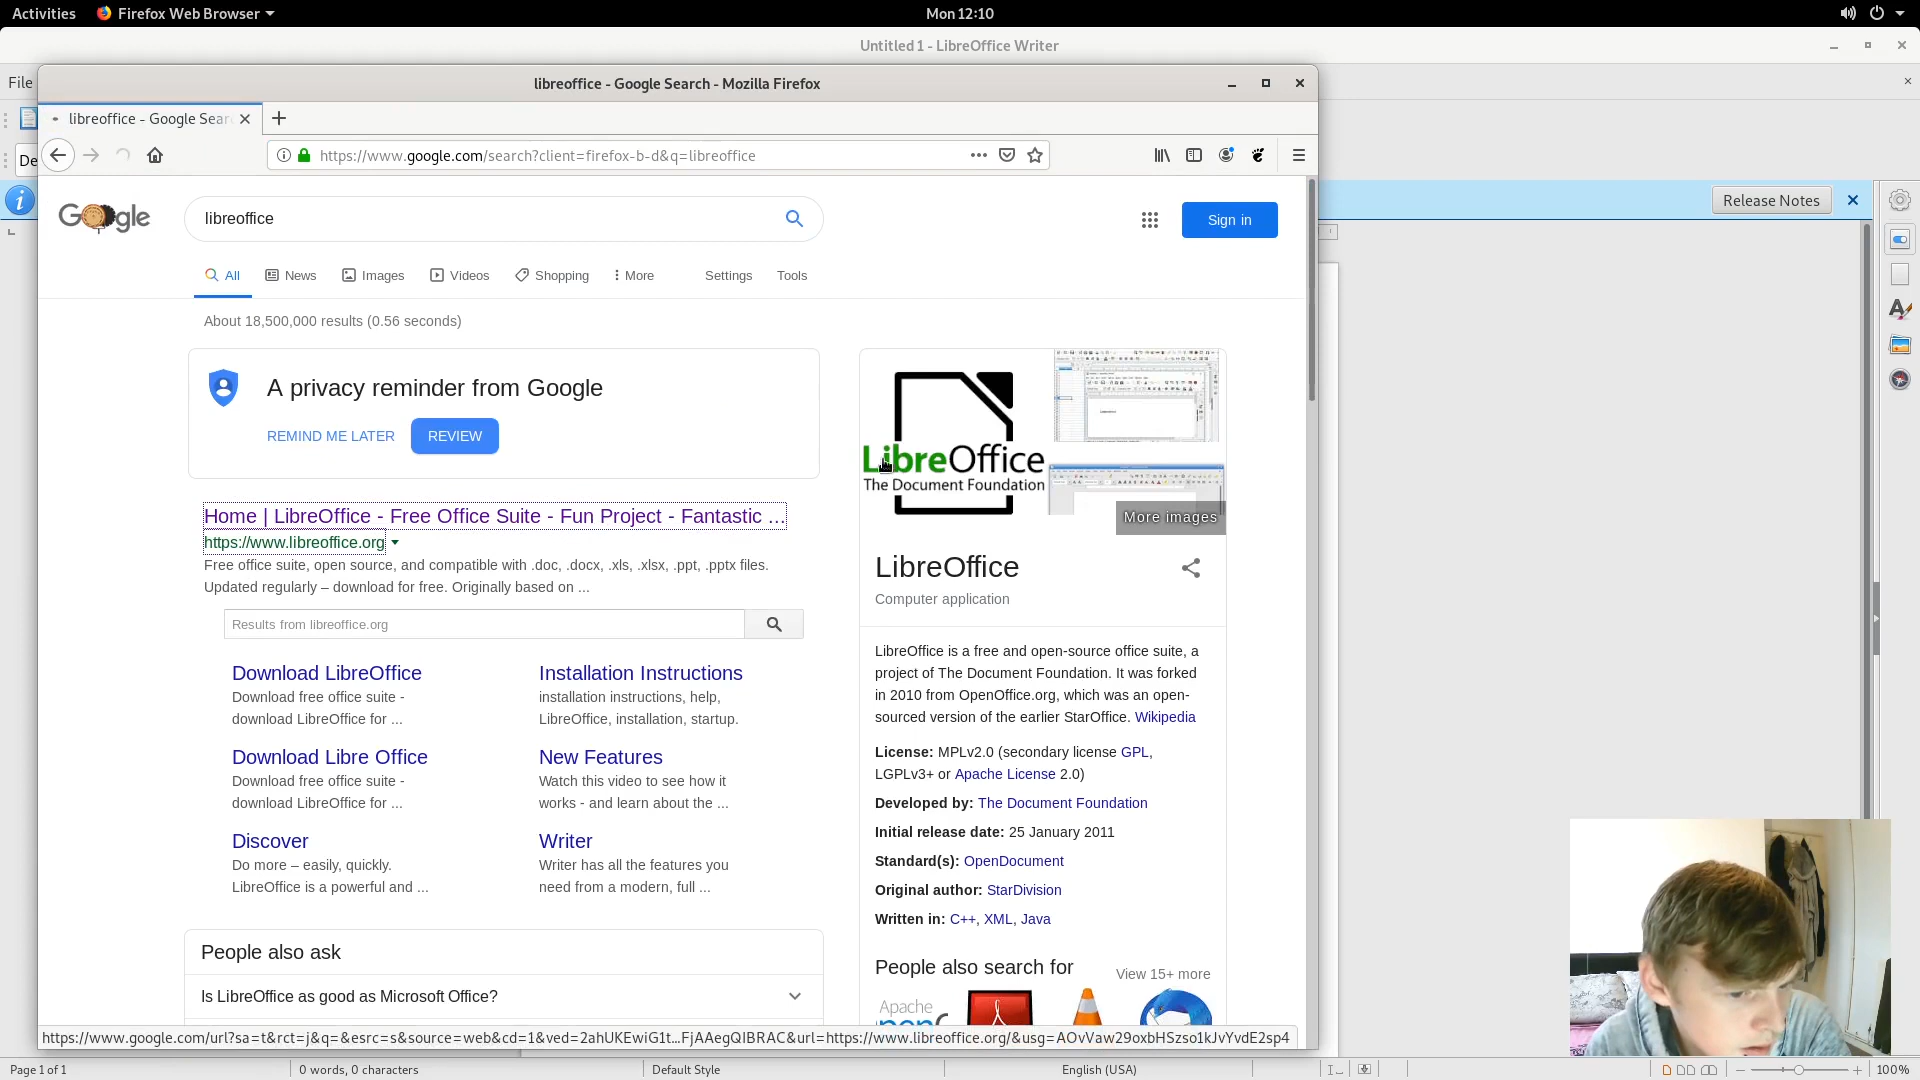 Activities
Firefox Web Browser
Mon 12:10
Untitled 1 - LibreOffice Writer
File
libreoffice - Google Search - Mozilla Firefox
libreoffice - Google Sear
De
https://www.google.com/search?client=firefox-b-d&q=libreoffice
Release Notes
Google
libreoffice
Sign in
All
News
Images
Videos
Shopping
More
Settings
Tools
About 18,500,000 results (0.56 seconds)
A privacy reminder from Google
REMIND ME LATER
REVIEW
Home | LibreOffice - Free Office Suite - Fun Project - Fantastic ...
https://www.libreoffice.org
Free office suite, open source, and compatible with .doc, .docx, .xls, .xlsx, .ppt, .pptx files.
Updated regularly – download for free. Originally based on ...
Results from libreoffice.org
Download LibreOffice
Download free office suite -
download LibreOffice for ...
Installation Instructions
installation instructions, help,
LibreOffice, installation, startup.
Download Libre Office
Download free office suite -
download LibreOffice for ...
New Features
Watch this video to see how it
works - and learn about the ...
Discover
Do more – easily, quickly.
LibreOffice is a powerful and ...
Writer
Writer has all the features you
need from a modern, full ...
People also ask
Is LibreOffice as good as Microsoft Office?
LibreOffice
The Document Foundation
More images
LibreOffice
Computer application
LibreOffice is a free and open-source office suite, a
project of The Document Foundation. It was forked
in 2010 from OpenOffice.org, which was an open-
sourced version of the earlier StarOffice. Wikipedia
License: MPLv2.0 (secondary license GPL,
LGPLv3+ or Apache License 2.0)
Developed by: The Document Foundation
Initial release date: 25 January 2011
Standard(s): OpenDocument
Original author: StarDivision
Written in: C++, XML, Java
People also search for
View 15+ more
Apache
https://www.google.com/url?sa=t&rct=j&q=&esrc=s&source=web&cd=1&ved=2ahUKEwiG1t...FjAAegQIBRAC&url=https://www.libreoffice.org/&usg=AOvVaw29oxbHSzso1kJvYvdE2sp4
Page 1 of 1
0 words, 0 characters
Default Style
English (USA)
100%